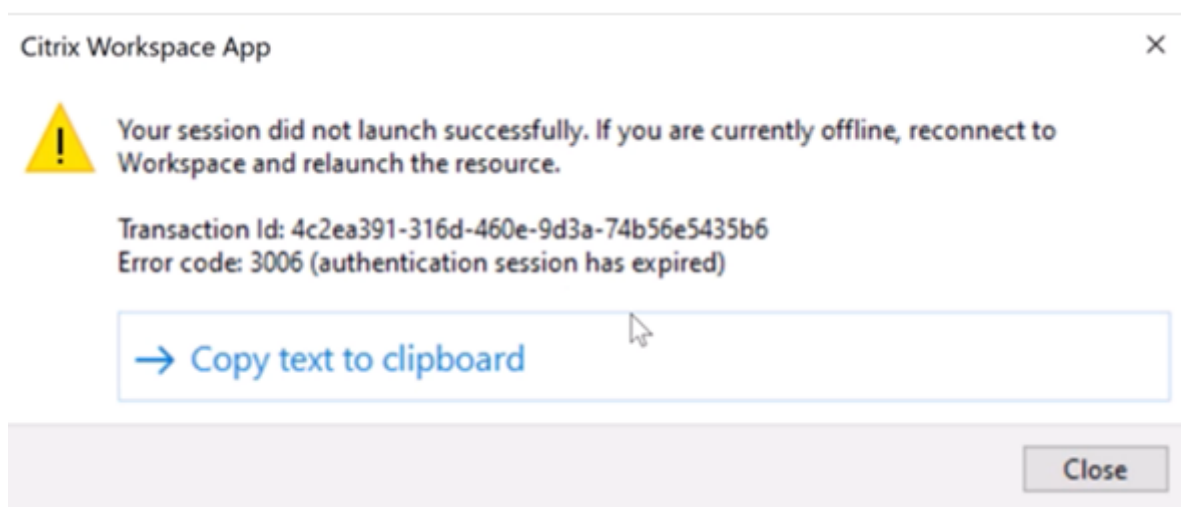 Citrix Workspace App
Your session did not launch successfully. If you are currently offline, reconnect to
Workspace and relaunch the resource.
Transaction Id: 4c2ea391-316d-460e-9d3a-74b56e5435b6
Error code: 3006 (authentication session has expired)
→ Copy text to clipboard
Close